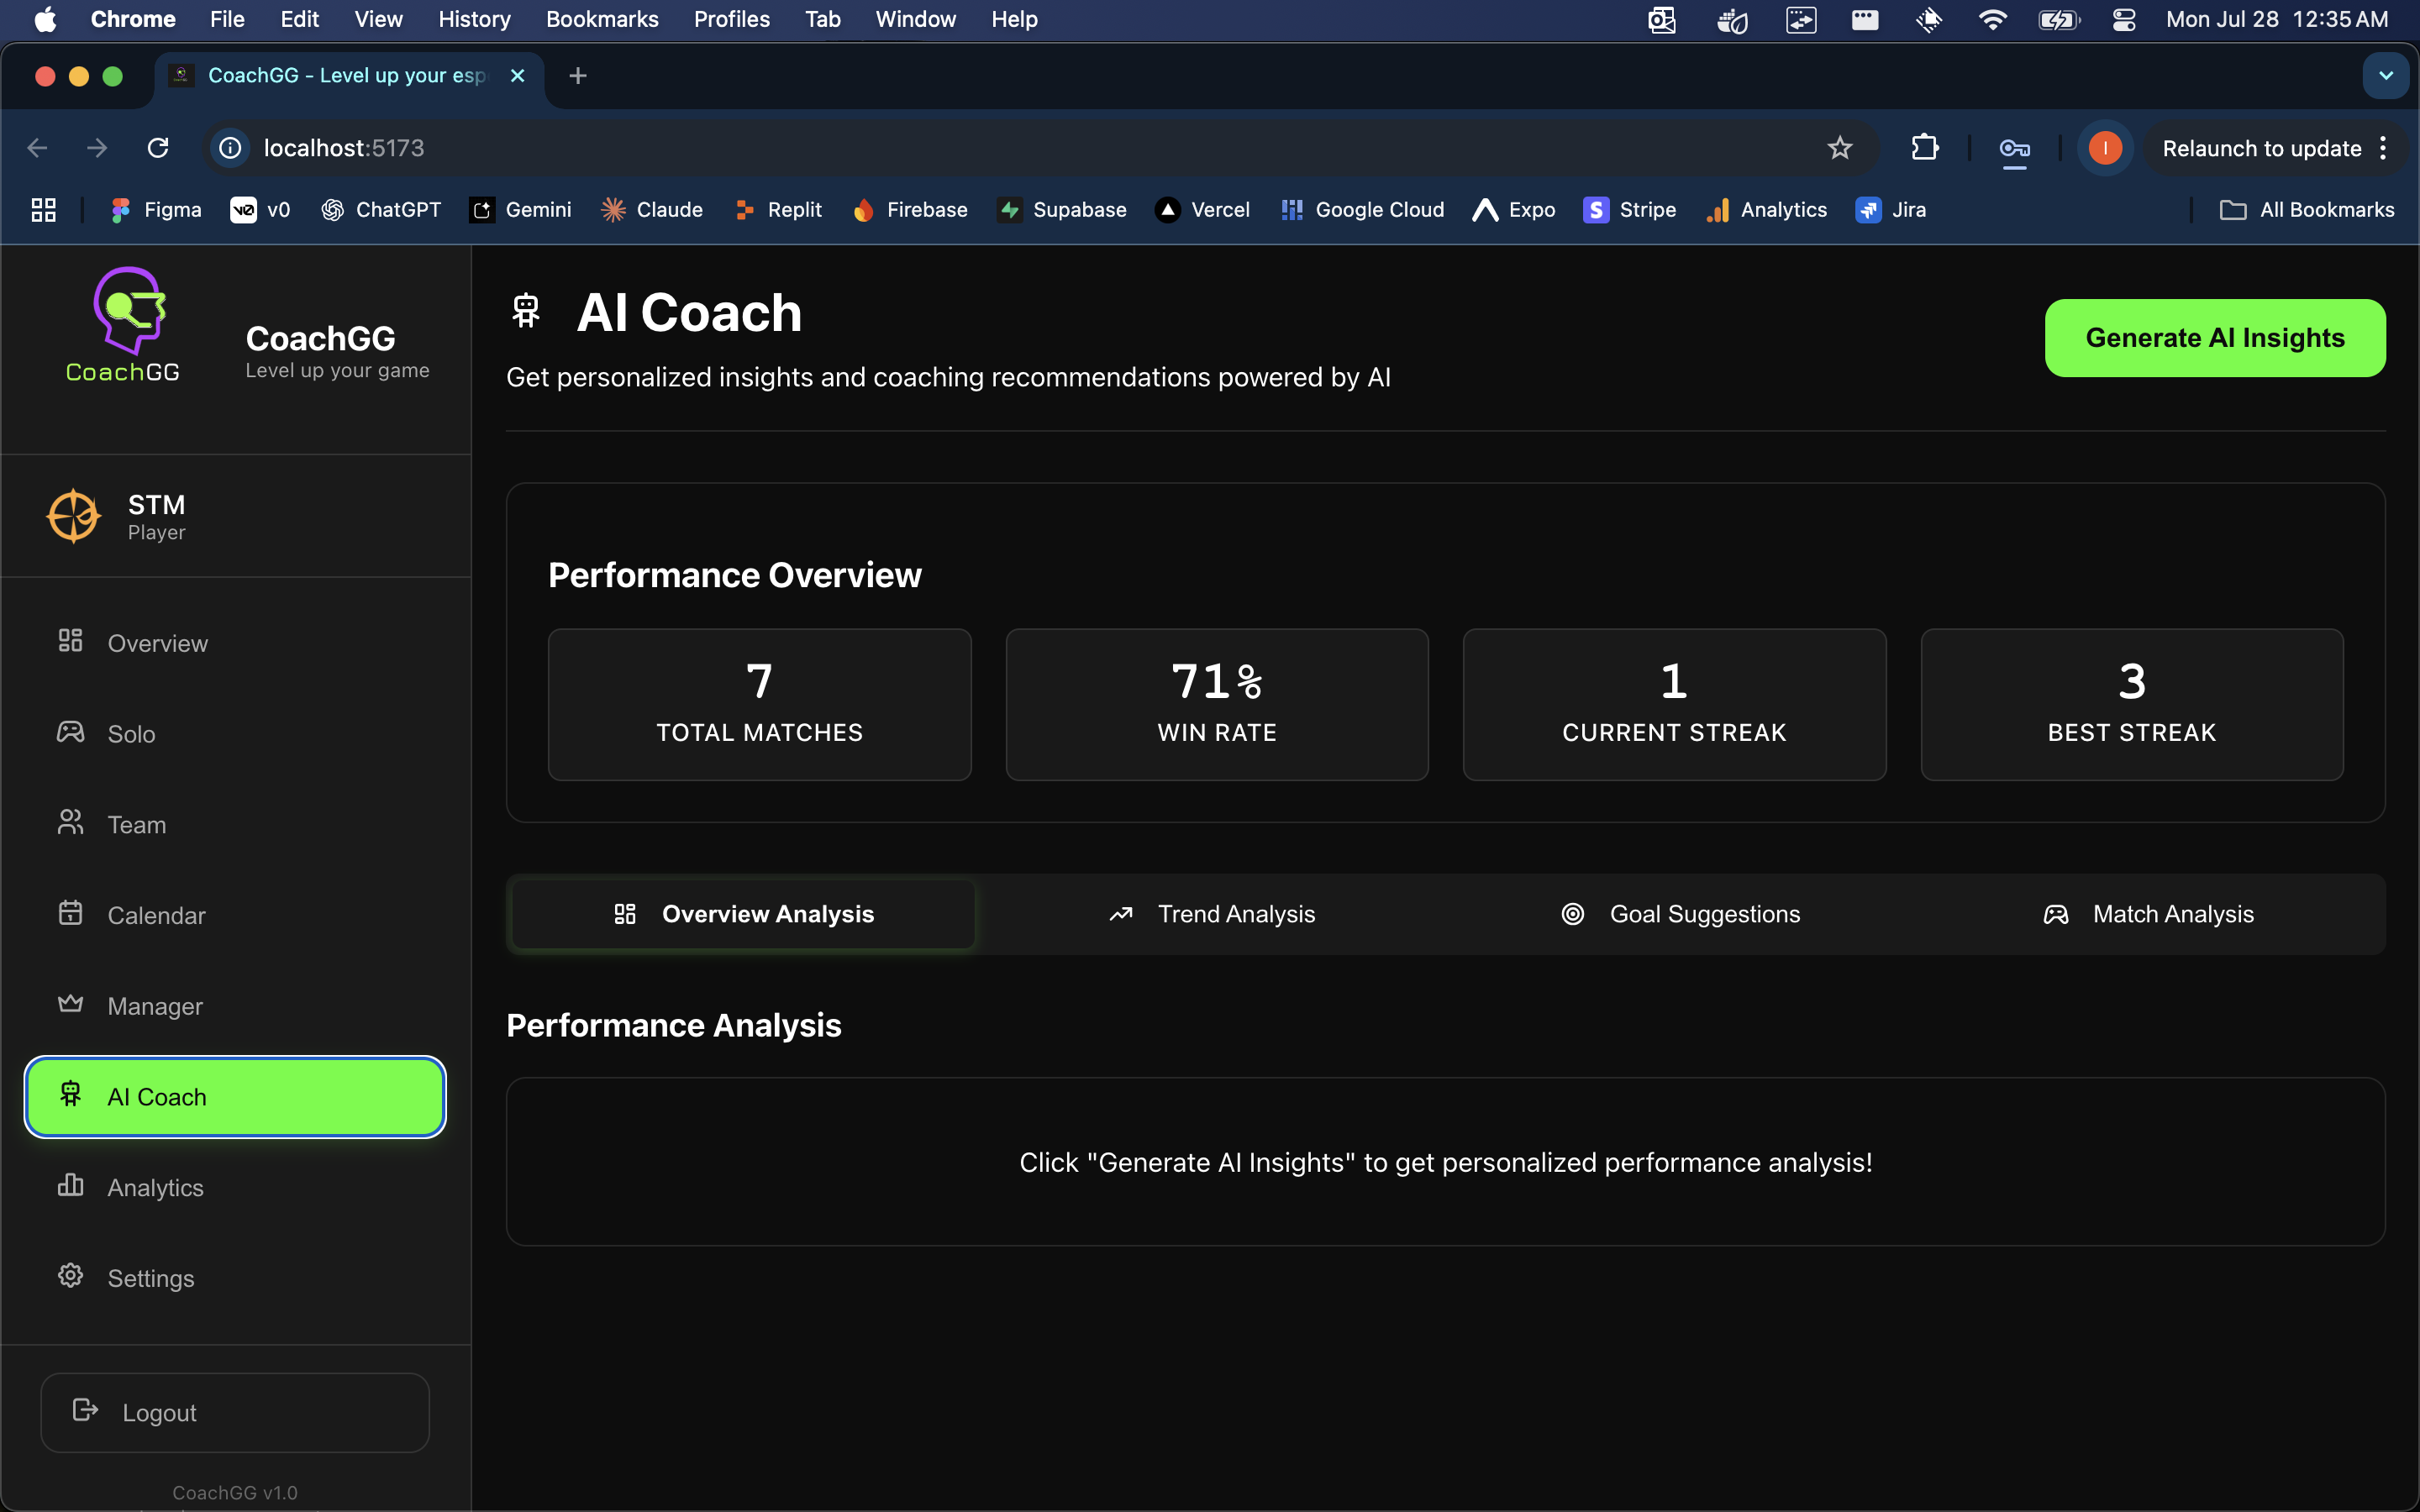 Chrome File Edit View History Bookmarks Profiles Tab Window Help Mon Jul 28 12:35 AM
CoachGG - Level up your esp
localhost:5173
Relaunch to update
Figma v0 ChatGPT Gemini Claude Replit Firebase Supabase Vercel Google Cloud Expo Stripe Analytics Jira All Bookmarks
CoachGG
CoachGG
Level up your game
STM
Player
Overview
Solo
Team
Calendar
Manager
AI Coach
Analytics
Settings
Logout
CoachGG v1.0
AI Coach
Get personalized insights and coaching recommendations powered by AI
Generate AI Insights
Performance Overview
7
TOTAL MATCHES
71%
WIN RATE
1
CURRENT STREAK
3
BEST STREAK
Overview Analysis Trend Analysis Goal Suggestions Match Analysis
Performance Analysis
Click "Generate AI Insights" to get personalized performance analysis!